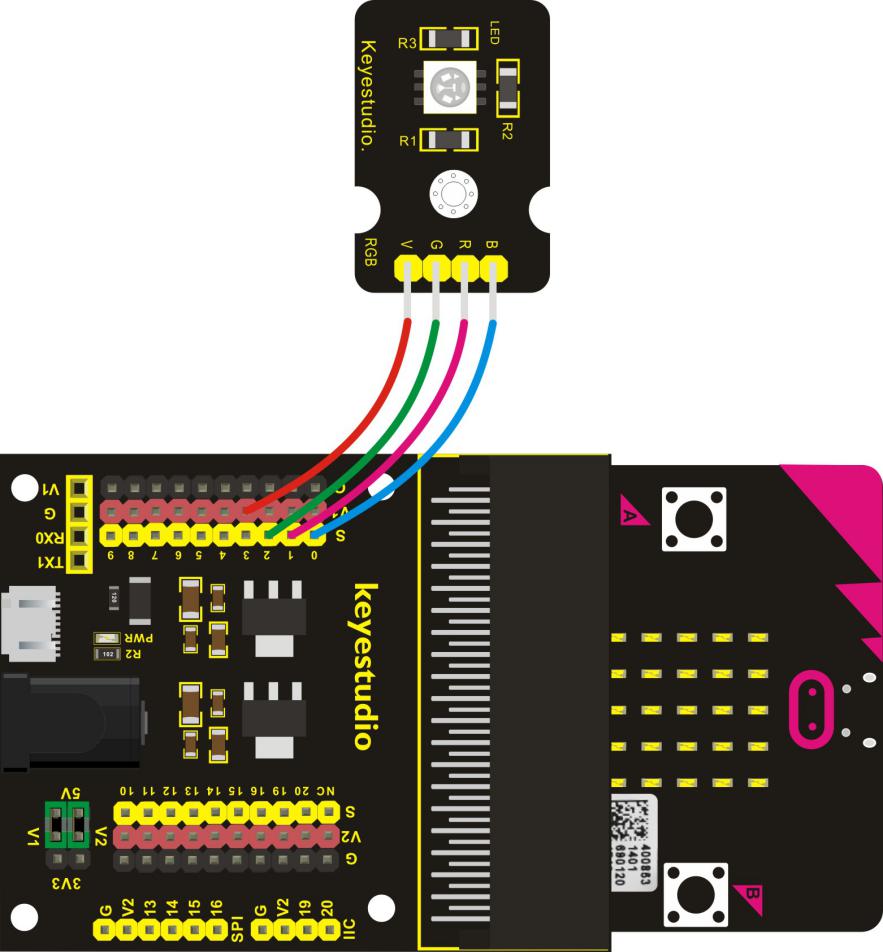 LED
R3
Keyestudio.
R2
R1
RGB
V G R B
V1
G
RX0
TX1
G
V1
S
9 8 7 6 5 4 3 2 1 0
A
120
PWR
R2
102
keyestudio
5V
V1
V2
3V3
10 11 12 13 14 15 16 19 20 NC
S
V2
G
400863
1401
690120
B
G V2 13 14 15 16 SPI
G V2 19 20 IIC